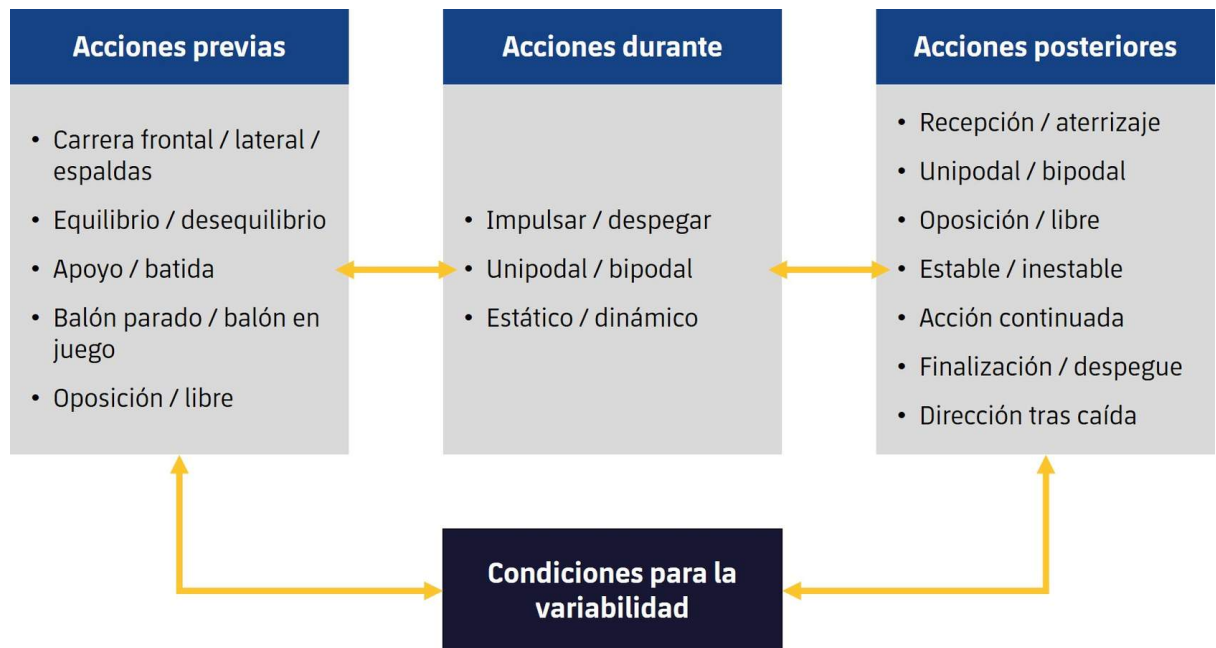 Acciones previas
• Carrera frontal / lateral /
espaldas
• Equilibrio / desequilibrio
• Apoyo / batida
• Balón parado / balón en
juego
• Oposición / libre
Acciones durante
• Impulsar / despegar
• Unipodal / bipodal
• Estático / dinámico
Acciones posteriores
• Recepción / aterrizaje
• Unipodal / bipodal
• Oposición / libre
• Estable / inestable
• Acción continuada
• Finalización / despegue
• Dirección tras caída
Condiciones para la
variabilidad